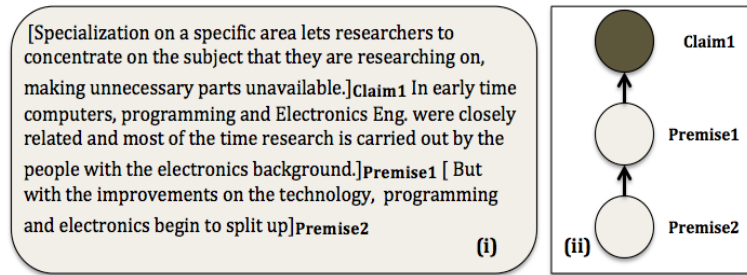 [Specialization on a specific area lets researchers to
concentrate on the subject that they are researching on,
making unnecessary parts unavailable.]Claim1 In early time
computers, programming and Electronics Eng. were closely
related and most of the time research is carried out by the
people with the electronics background.]Premise1 [ But
with the improvements on the technology, programming
and electronics begin to split up]Premise2
(i)
Claim1
Premise1
Premise2
(ii)